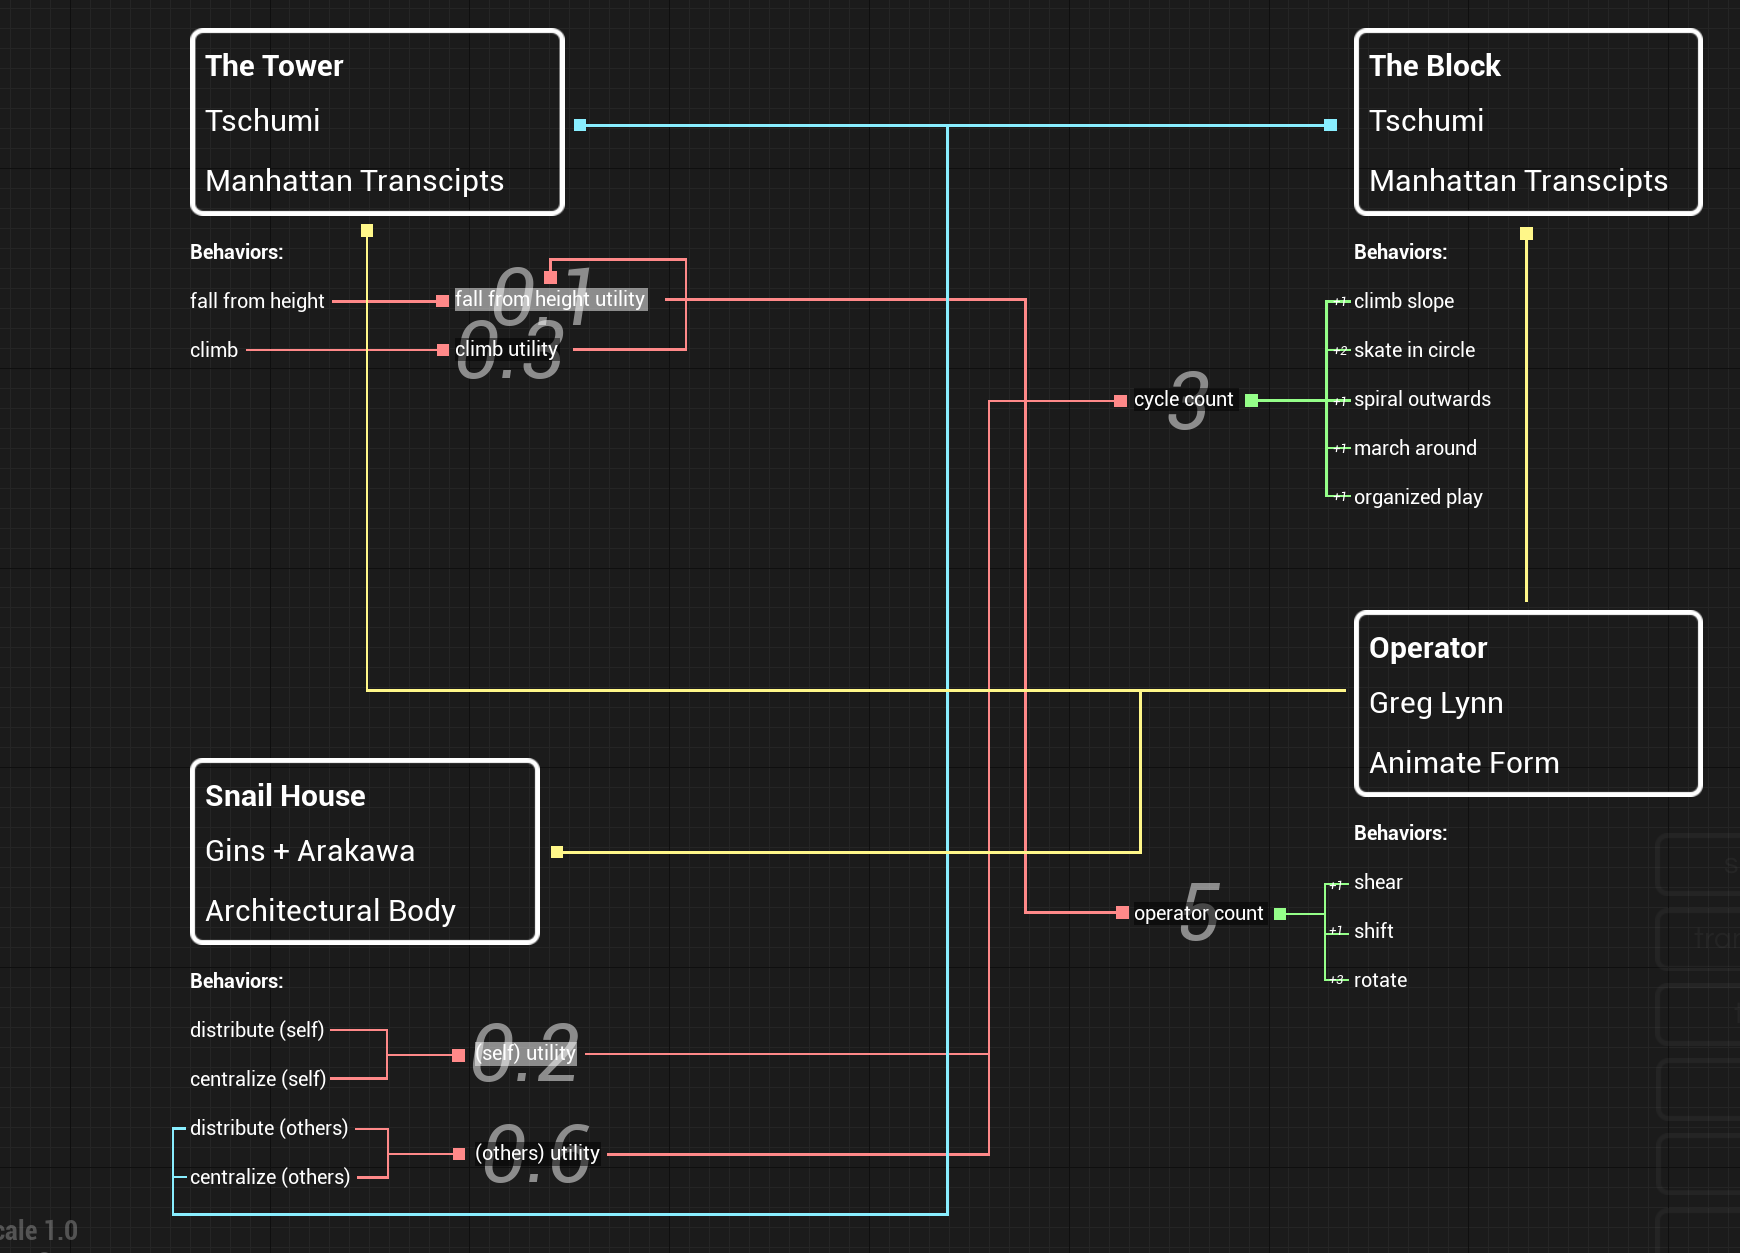 The Tower
Tschumi
Manhattan Transcipts
Behaviors:
fall from height
0.1
fall from height utility
climb
0.3
climb utility
The Block
Tschumi
Manhattan Transcipts
Behaviors:
+1 climb slope
+2 skate in circle
3
cycle count
+1 spiral outwards
+1 march around
+1 organized play
Operator
Greg Lynn
Animate Form
Behaviors:
+1 shear
5
operator count
+1 shift
+3 rotate
Snail House
Gins + Arakawa
Architectural Body
Behaviors:
distribute (self)
centralize (self)
0.2
(self) utility
distribute (others)
centralize (others)
0.6
(others) utility
1.0